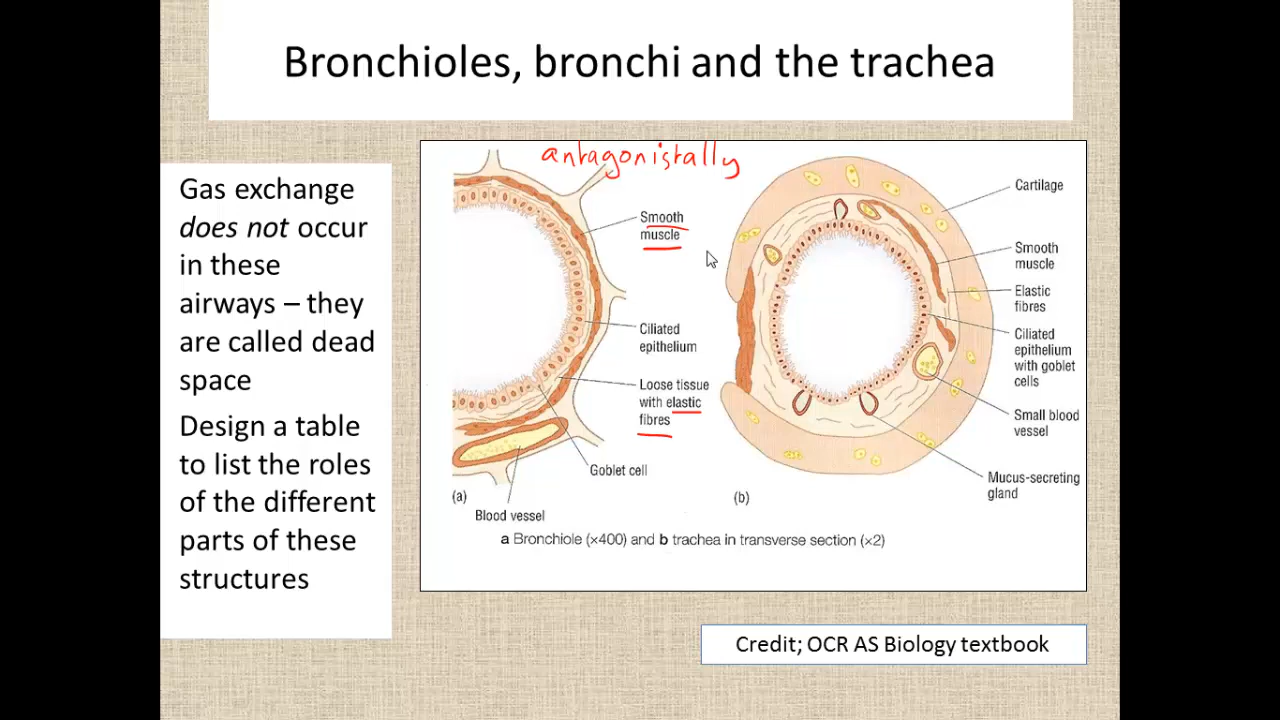 Bronchioles, bronchi and the trachea
Gas exchange
does not occur
in these
airways – they
are called dead
space
Design a table
to list the roles
of the different
parts of these
structures
antagonistally
Smooth
muscle
Ciliated
epithelium
Loose tissue
with elastic
fibres
Goblet cell
Blood vessel
(a)
Cartilage
Smooth
muscle
Elastic
fibres
Ciliated
epithelium
with goblet
cells
Small blood
vessel
Mucus-secreting
gland
(b)
a Bronchiole (×400) and b trachea in transverse section (×2)
Credit; OCR AS Biology textbook